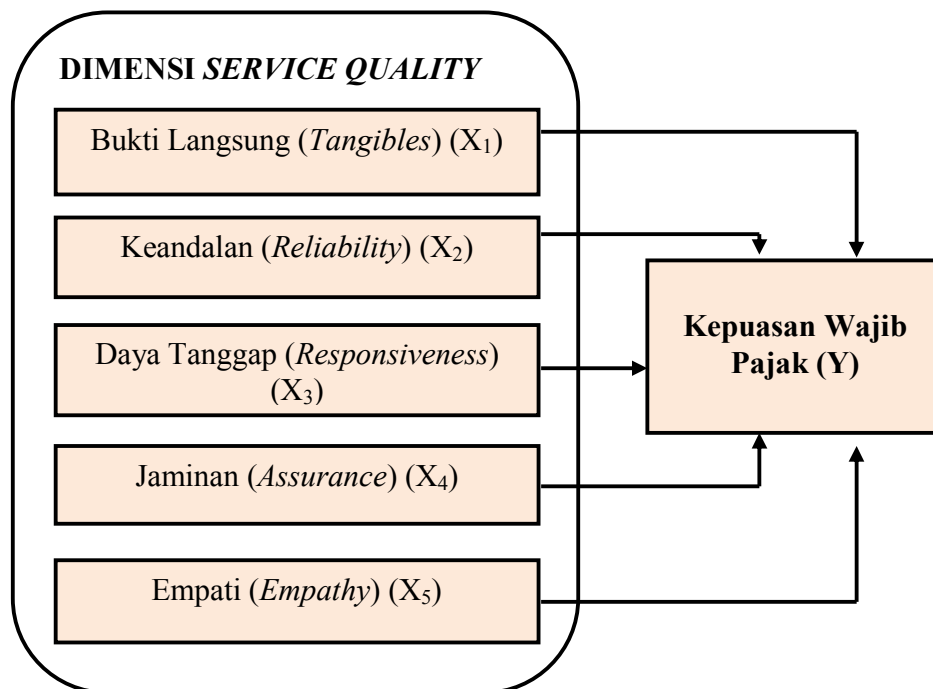 DIMENSI SERVICE QUALITY
Bukti Langsung (Tangibles) (X₁)
Keandalan (Reliability) (X₂)
Daya Tanggap (Responsiveness)
(X₃)
Jaminan (Assurance) (X₄)
Empati (Empathy) (X₅)
Kepuasan Wajib
Pajak (Y)